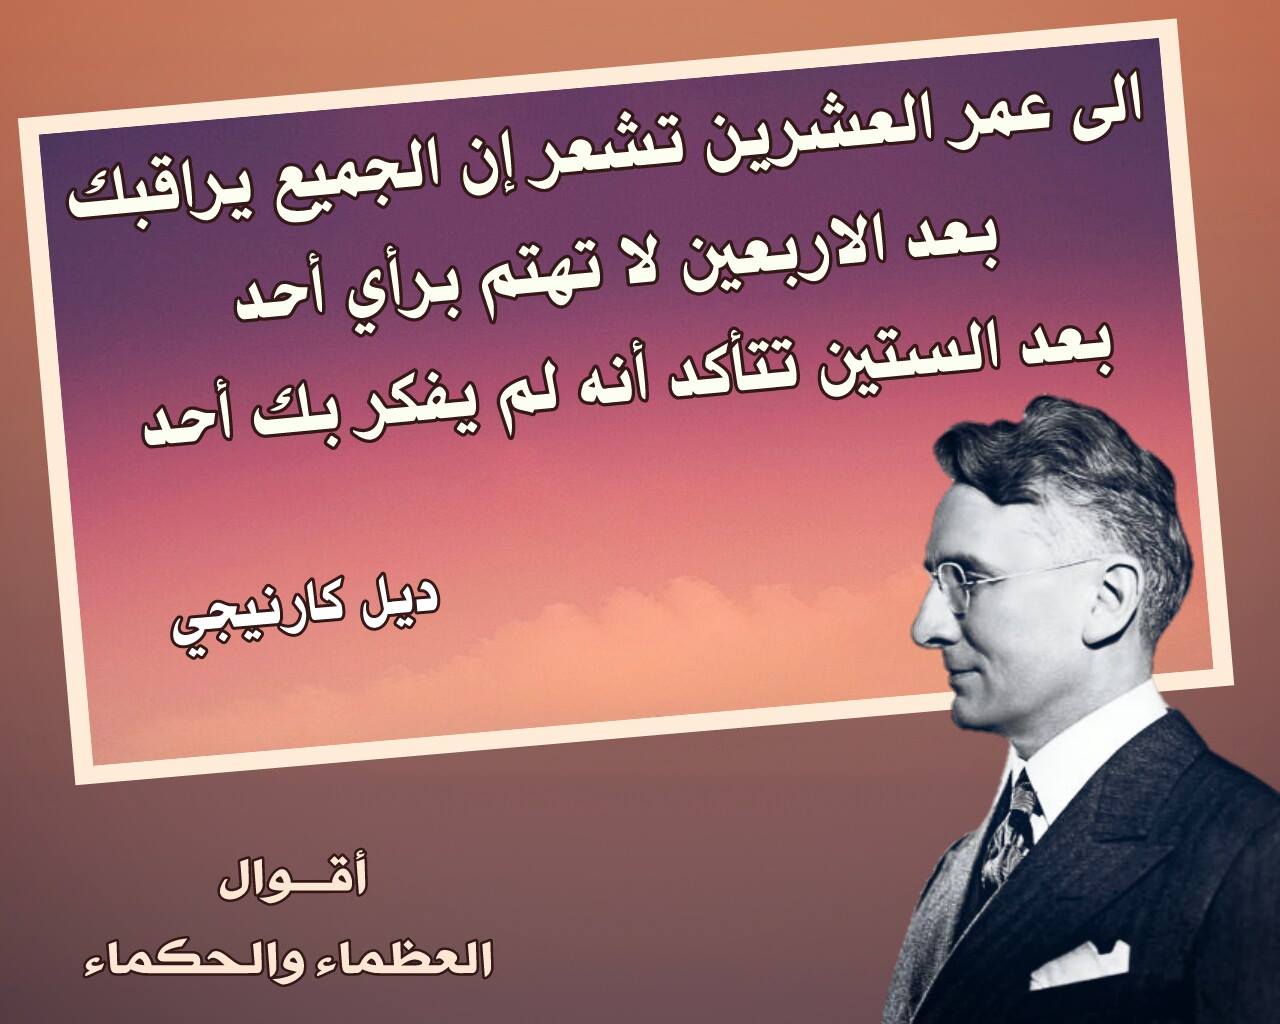 الى عمر العشرين تشعر إن الجميع يراقبك
بعد الاربعين لا تهتم برأي أحد
بعد الستين تتأكد أنه لم يفكر بك أحد
ديل كارنيجي
أقـــوال
العظماء والحكماء